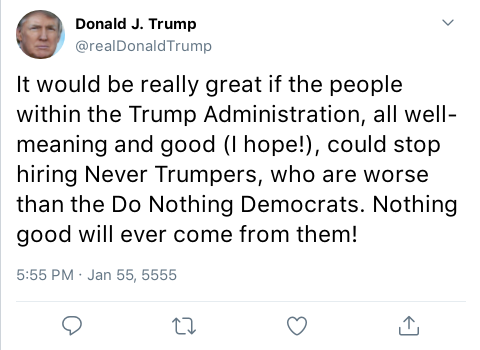 Donald J. Trump
@realDonaldTrump
It would be really great if the people
within the Trump Administration, all well-
meaning and good (I hope!), could stop
hiring Never Trumpers, who are worse
than the Do Nothing Democrats. Nothing
good will ever come from them!
5:55 PM · Jan 55, 5555